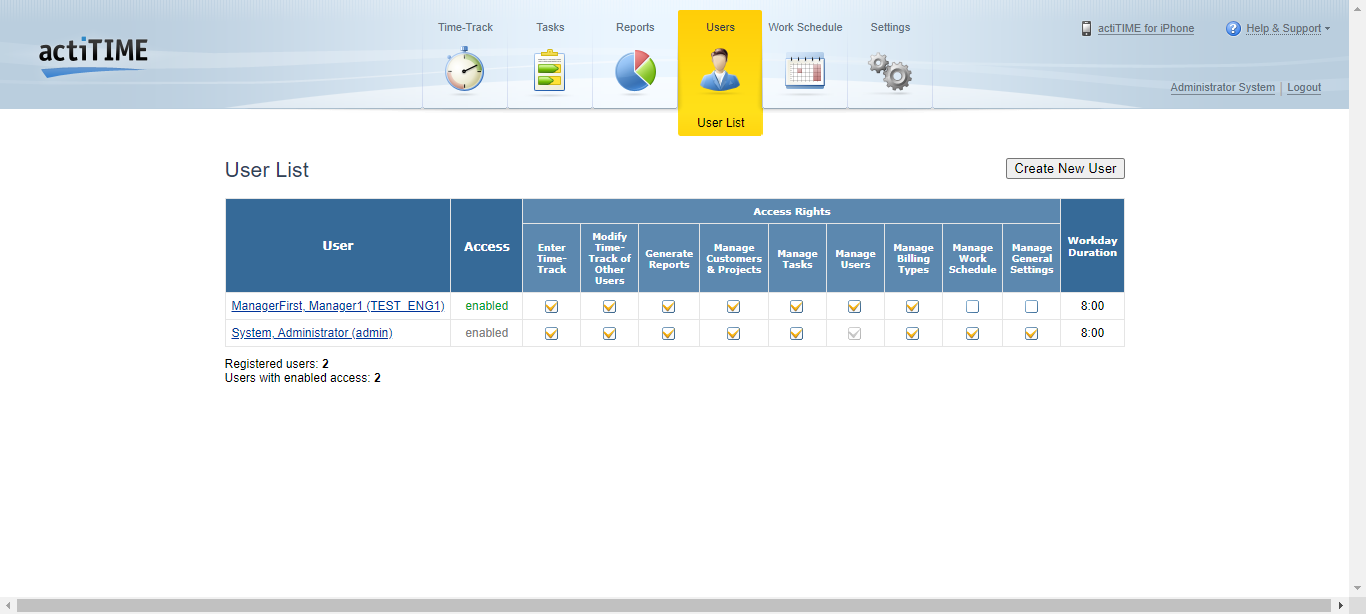 actiTIME
Time-Track
Tasks
Reports
Users
Work Schedule
Settings
actiTIME for iPhone
? Help & Support
Administrator System | Logout
User List
User List
Create New User
User
Access
Access Rights
Workday
Duration
Enter
Time-
Track
Modify
Time-
Track of
Other
Users
Generate
Reports
Manage
Customers
& Projects
Manage
Tasks
Manage
Users
Manage
Billing
Types
Manage
Work
Schedule
Manage
General
Settings
ManagerFirst, Manager1 (TEST_ENG1) enabled 8:00
System, Administrator (admin) enabled 8:00
Registered users: 2
Users with enabled access: 2